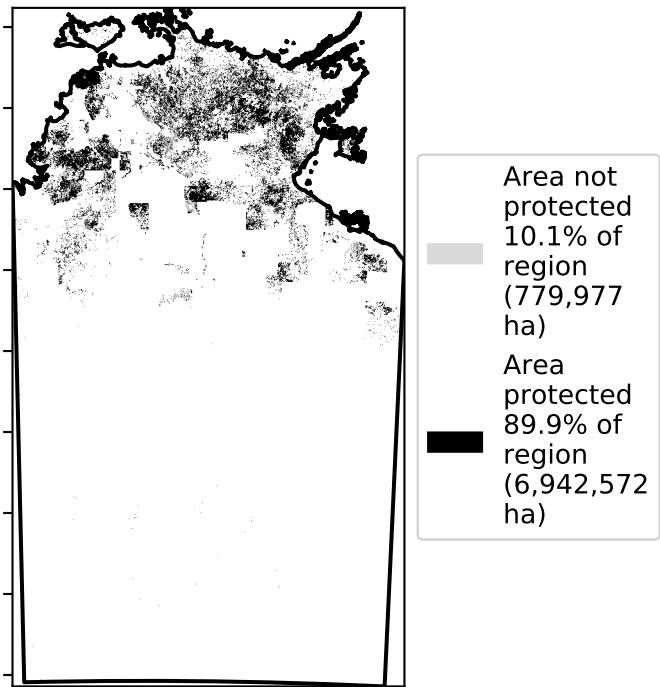 Area not
protected
10.1% of
region
(779,977
ha)
Area
protected
89.9% of
region
(6,942,572
ha)